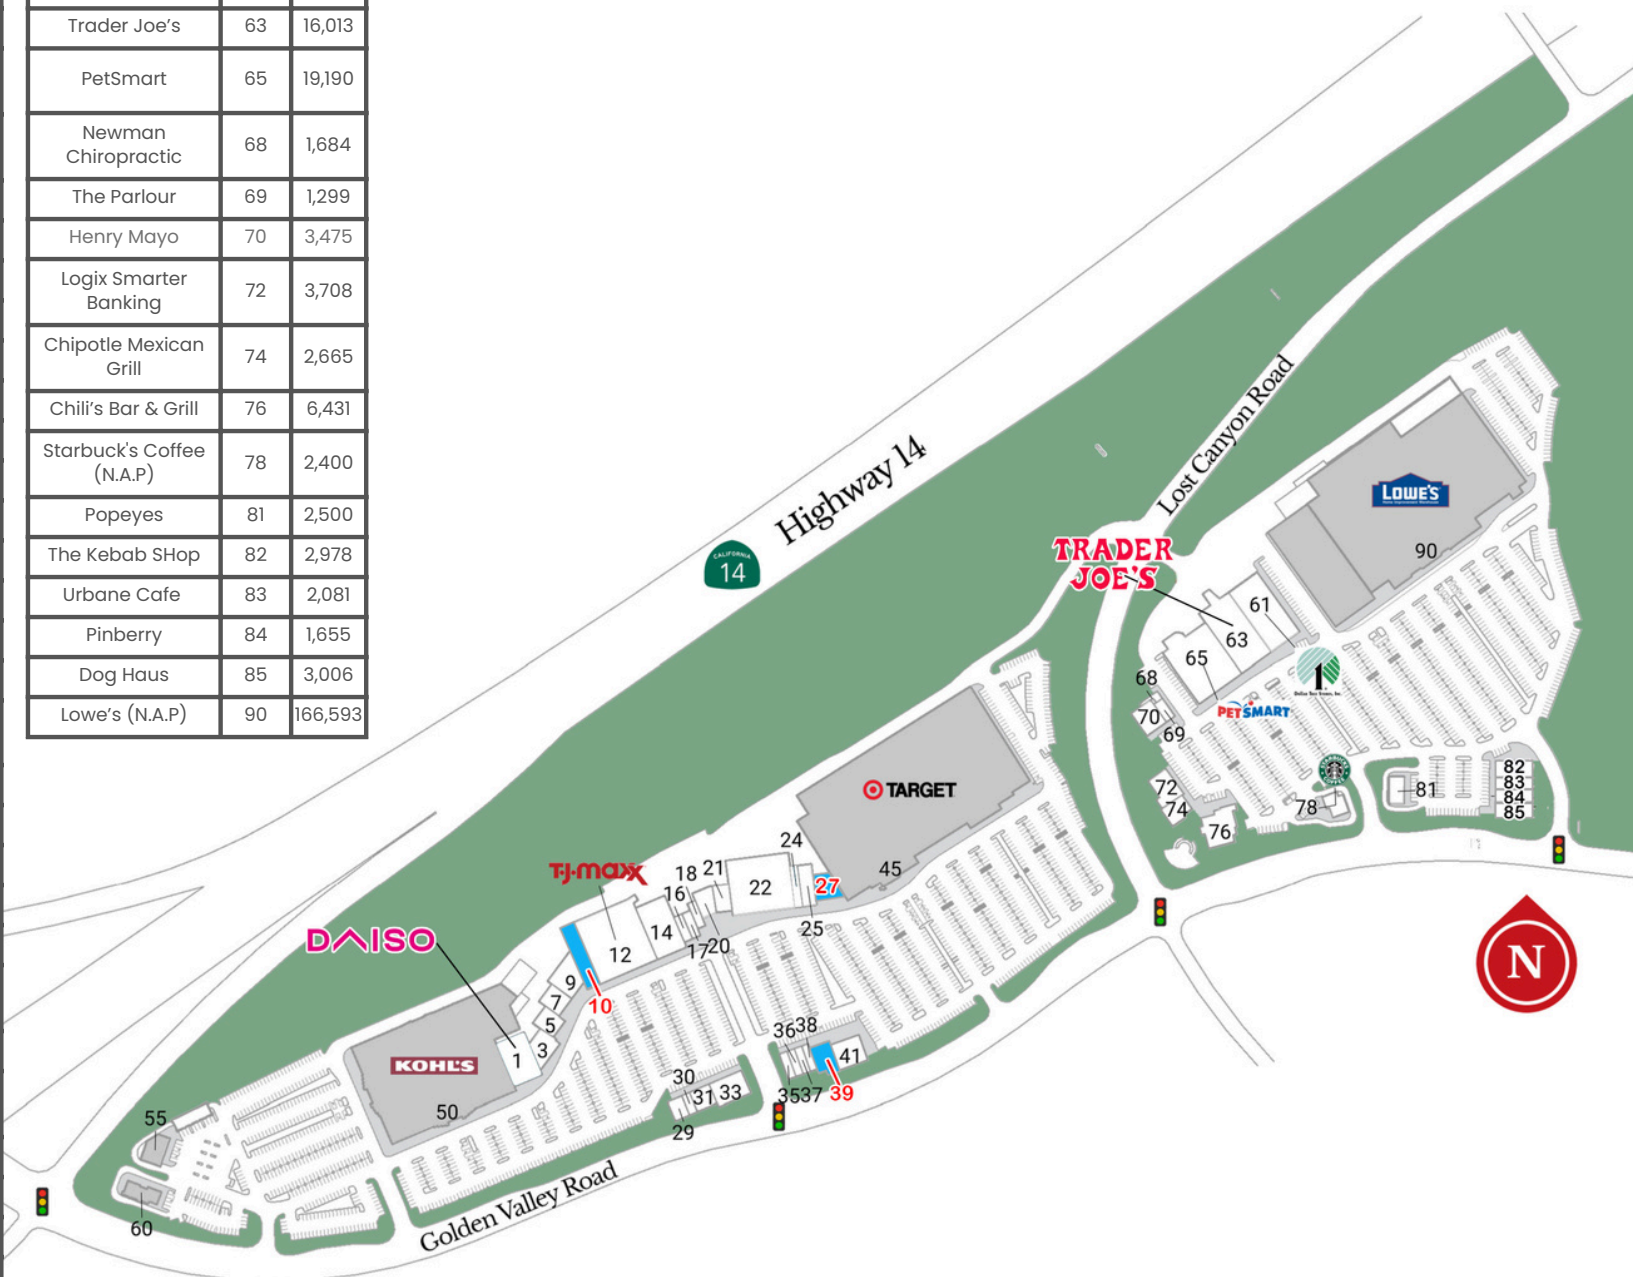 Trader Joe's 63 16,013
PetSmart 65 19,190
Newman
Chiropractic 68 1,684
The Parlour 69 1,299
Henry Mayo 70 3,475
Logix Smarter
Banking 72 3,708
Chipotle Mexican
Grill 74 2,665
Chili's Bar & Grill 76 6,431
Starbuck's Coffee
(N.A.P) 78 2,400
Popeyes 81 2,500
The Kebab SHop 82 2,978
Urbane Cafe 83 2,081
Pinberry 84 1,655
Dog Haus 85 3,006
Lowe's (N.A.P) 90 166,593
Highway 14
CALIFORNIA
14
Lost Canyon Road
LOWE'S
90
TRADER
JOE'S
61
63
65
1
PETSMART
68
70
69
72
74
76
78
81
82
83
84
85
TARGET
45
24
27
25
22
21
18
16
20
17
14
T.J.maxx
12
10
DAISO
9
7
5
3
1
KOHL'S
50
55
60
36
38
41
35
37
39
30
31
33
29
Golden Valley Road
N